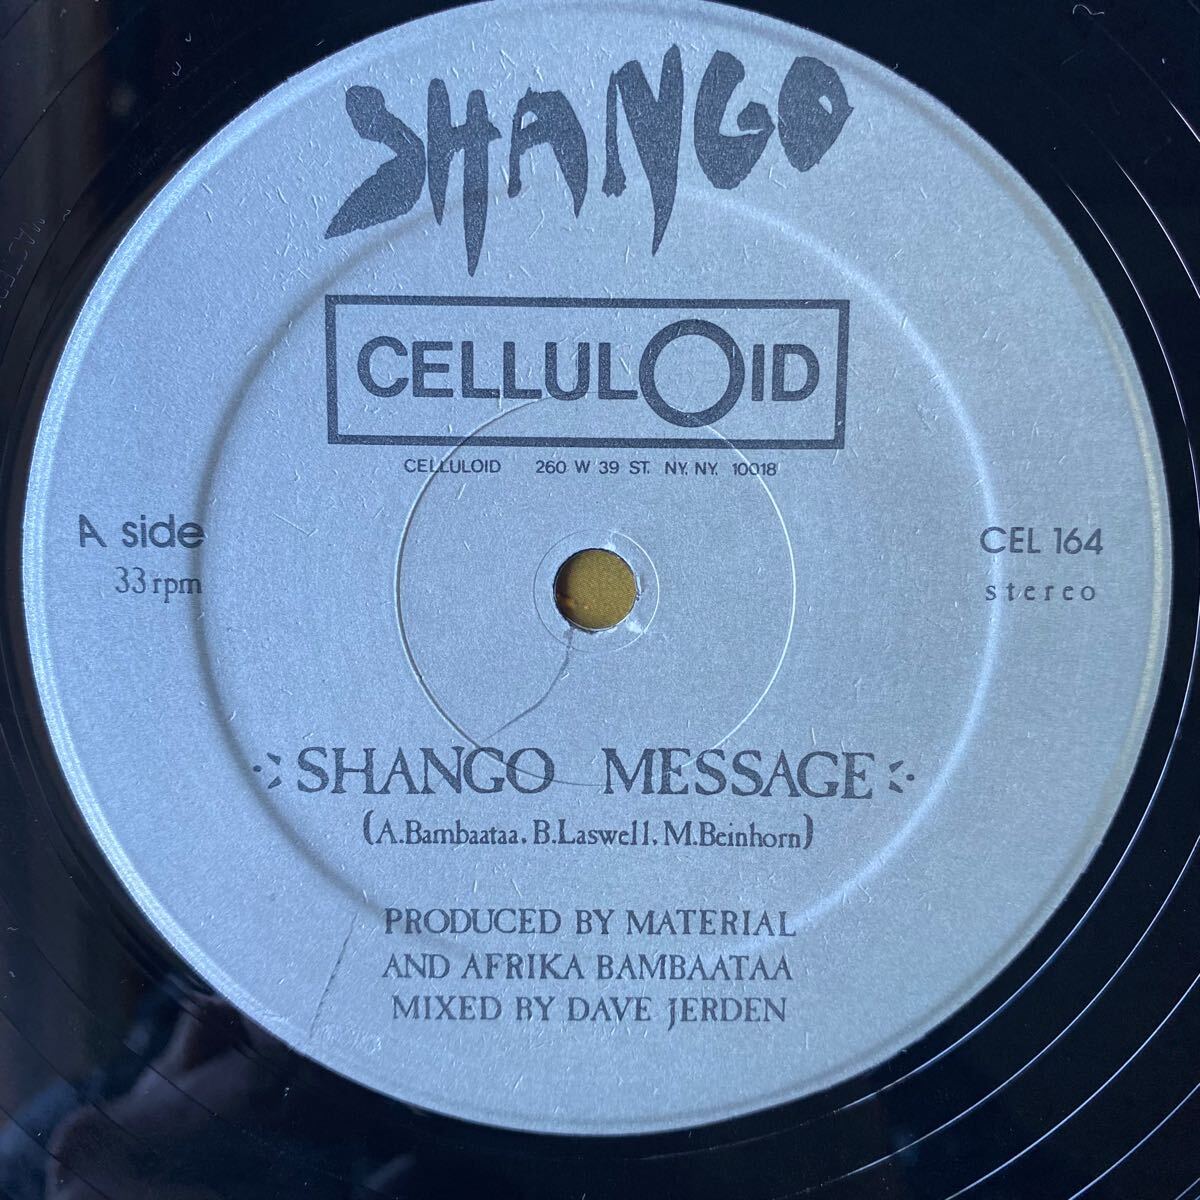 SHANGO
CELLULOID
CELLULOID 260 W 39 ST. NY. NY. 10018
A side
33 rpm
CEL 164
stereo
SHANGO MESSAGE
(A.Bambaataa. B.Laswell. M.Beinhorn)
PRODUCED BY MATERIAL
AND AFRIKA BAMBAATAA
MIXED BY DAVE JERDEN